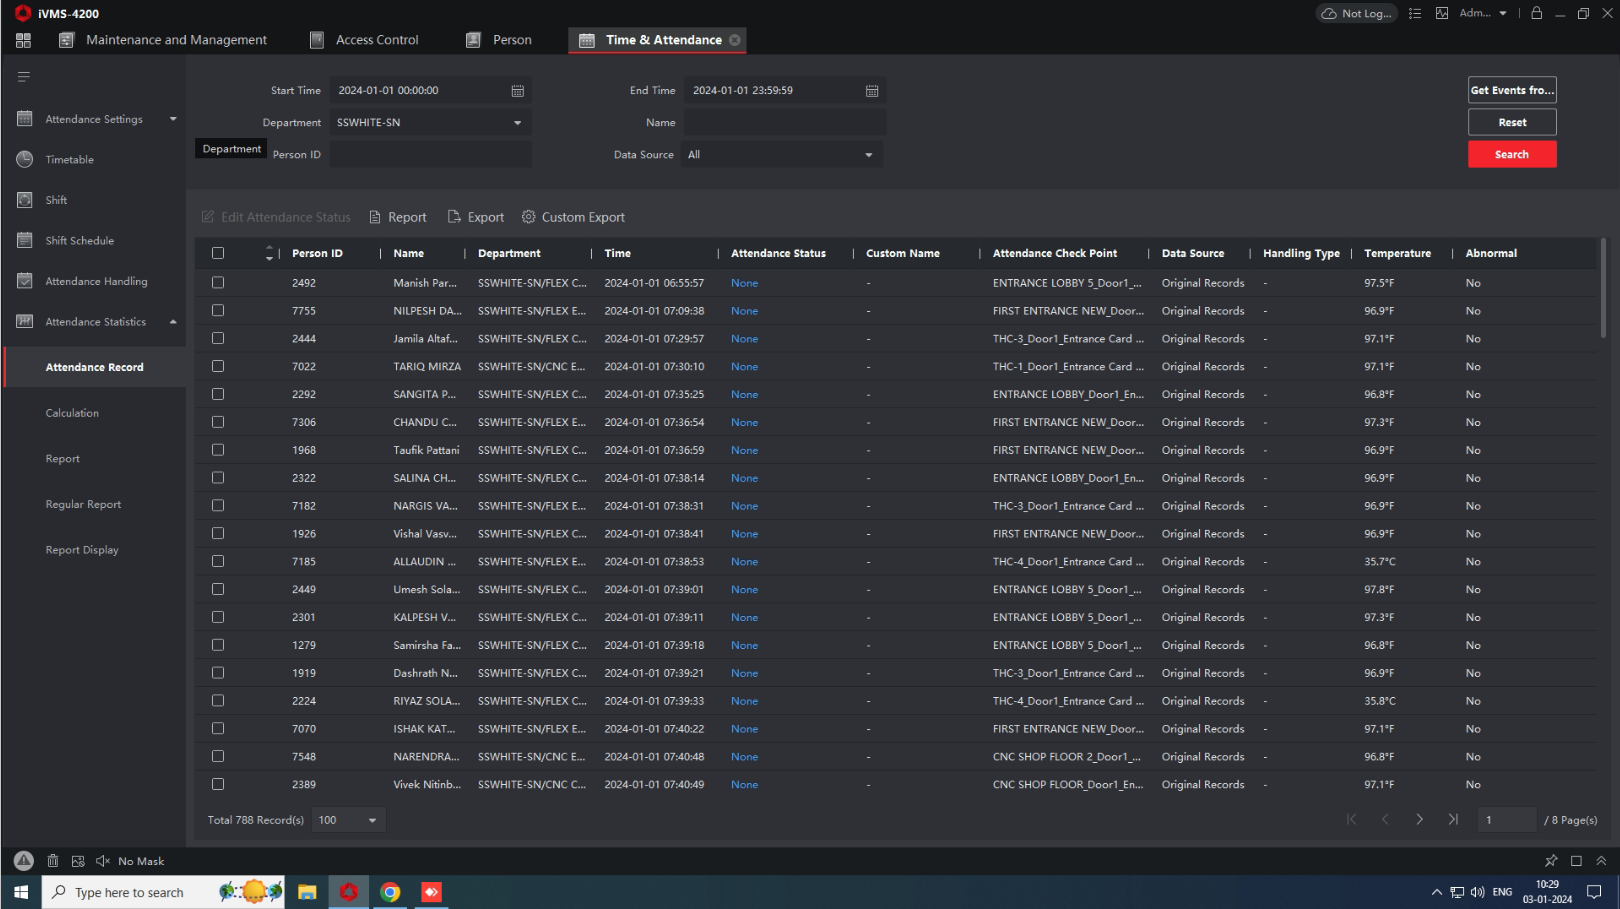 iVMS-4200
Not Log...
Adm...
Maintenance and Management
Access Control
Person
Time & Attendance
Start Time 2024-01-01 00:00:00 End Time 2024-01-01 23:59:59 Get Events fro...
Department SSWHITE-SN Name Reset
Department
Person ID Data Source All Search
Attendance Settings
Timetable
Shift
Shift Schedule
Attendance Handling
Attendance Statistics
Attendance Record
Calculation
Report
Regular Report
Report Display
Edit Attendance Status Report Export Custom Export
Person ID Name Department Time Attendance Status Custom Name Attendance Check Point Data Source Handling Type Temperature Abnormal
2492 Manish Par... SSWHITE-SN/FLEX C... 2024-01-01 06:55:57 None - ENTRANCE LOBBY 5_Door1_... Original Records - 97.5°F No
7755 NILPESH DA... SSWHITE-SN/FLEX E... 2024-01-01 07:09:38 None - FIRST ENTRANCE NEW_Door... Original Records - 96.9°F No
2444 Jamila Altaf... SSWHITE-SN/FLEX C... 2024-01-01 07:29:57 None - THC-3_Door1_Entrance Card ... Original Records - 97.1°F No
7022 TARIQ MIRZA SSWHITE-SN/CNC E... 2024-01-01 07:30:10 None - THC-1_Door1_Entrance Card ... Original Records - 97.1°F No
2292 SANGITA P... SSWHITE-SN/FLEX C... 2024-01-01 07:35:25 None - ENTRANCE LOBBY_Door1_En... Original Records - 96.8°F No
7306 CHANDU C... SSWHITE-SN/FLEX E... 2024-01-01 07:36:54 None - FIRST ENTRANCE NEW_Door... Original Records - 97.3°F No
1968 Taufik Pattani SSWHITE-SN/FLEX C... 2024-01-01 07:36:59 None - FIRST ENTRANCE NEW_Door... Original Records - 96.9°F No
2322 SALINA CH... SSWHITE-SN/FLEX C... 2024-01-01 07:38:14 None - ENTRANCE LOBBY_Door1_En... Original Records - 96.9°F No
7182 NARGIS VA... SSWHITE-SN/FLEX E... 2024-01-01 07:38:31 None - THC-3_Door1_Entrance Card ... Original Records - 96.9°F No
1926 Vishal Vasv... SSWHITE-SN/FLEX C... 2024-01-01 07:38:41 None - FIRST ENTRANCE NEW_Door... Original Records - 96.9°F No
7185 ALLAUDIN ... SSWHITE-SN/FLEX E... 2024-01-01 07:38:53 None - THC-4_Door1_Entrance Card ... Original Records - 35.7°C No
2449 Umesh Sola... SSWHITE-SN/FLEX C... 2024-01-01 07:39:01 None - ENTRANCE LOBBY 5_Door1_... Original Records - 97.8°F No
2301 KALPESH V... SSWHITE-SN/FLEX C... 2024-01-01 07:39:11 None - ENTRANCE LOBBY 5_Door1_... Original Records - 97.3°F No
1279 Samirsha Fa... SSWHITE-SN/FLEX C... 2024-01-01 07:39:18 None - ENTRANCE LOBBY 5_Door1_... Original Records - 96.8°F No
1919 Dashrath N... SSWHITE-SN/FLEX C... 2024-01-01 07:39:21 None - THC-3_Door1_Entrance Card ... Original Records - 96.9°F No
2224 RIYAZ SOLA... SSWHITE-SN/FLEX C... 2024-01-01 07:39:33 None - THC-4_Door1_Entrance Card ... Original Records - 35.8°C No
7070 ISHAK KAT... SSWHITE-SN/FLEX E... 2024-01-01 07:40:22 None - FIRST ENTRANCE NEW_Door... Original Records - 97.1°F No
7548 NARENDRA... SSWHITE-SN/CNC E... 2024-01-01 07:40:48 None - CNC SHOP FLOOR 2_Door1_... Original Records - 96.8°F No
2389 Vivek Nitinb... SSWHITE-SN/CNC C... 2024-01-01 07:40:49 None - CNC SHOP FLOOR_Door1_En... Original Records - 97.1°F No
Total 788 Record(s) 100 1 / 8 Page(s)
No Mask
Type here to search
ENG
10:29
03-01-2024